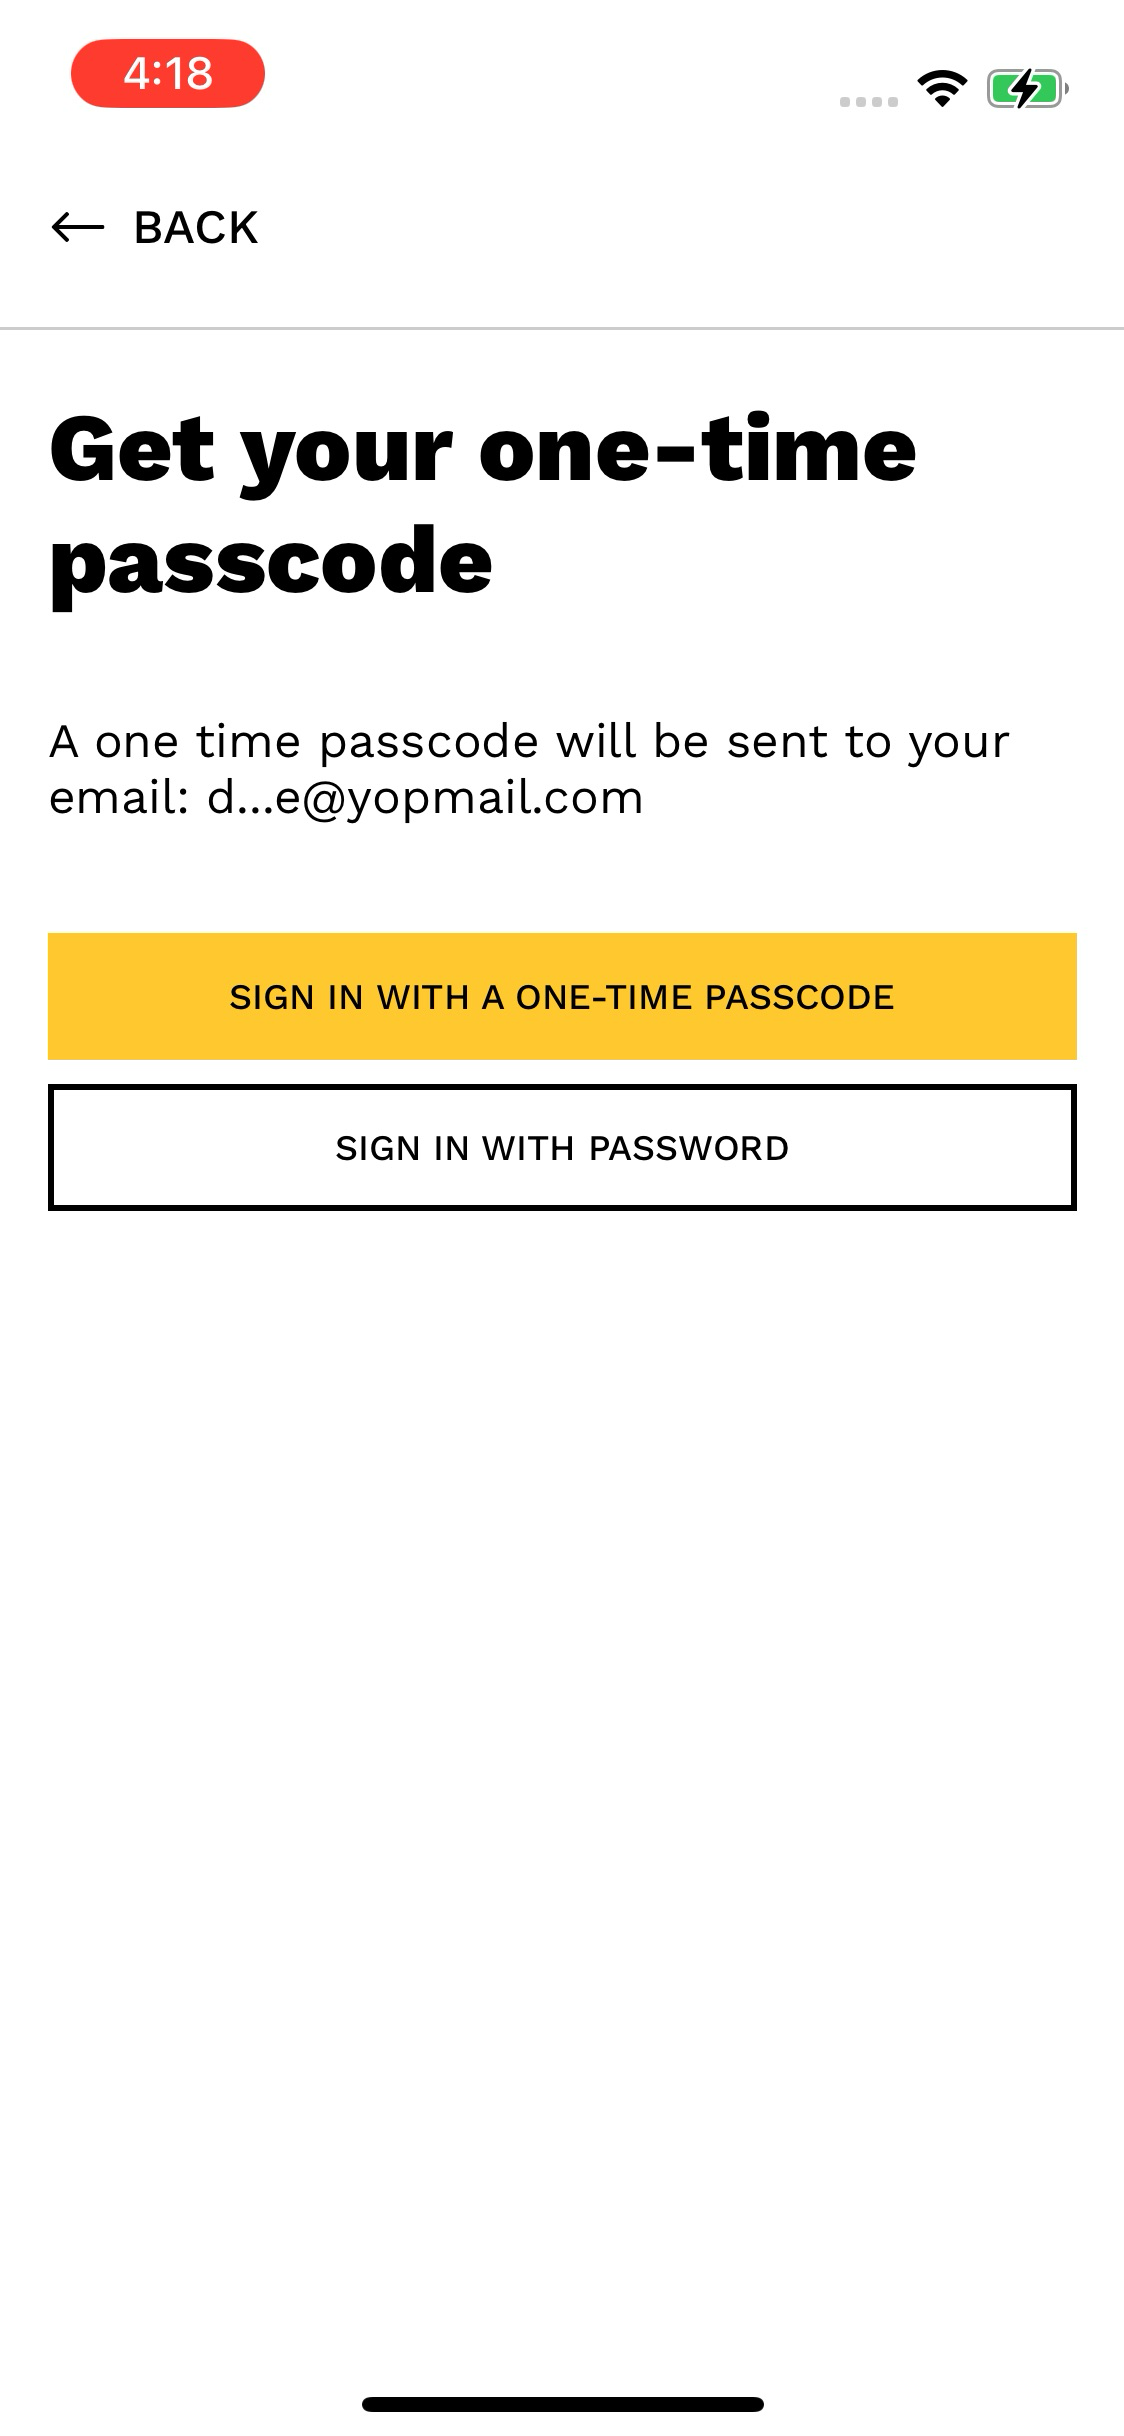 4:18
BACK
Get your one-time
passcode
A one time passcode will be sent to your
email: d...e@yopmail.com
SIGN IN WITH A ONE-TIME PASSCODE
SIGN IN WITH PASSWORD